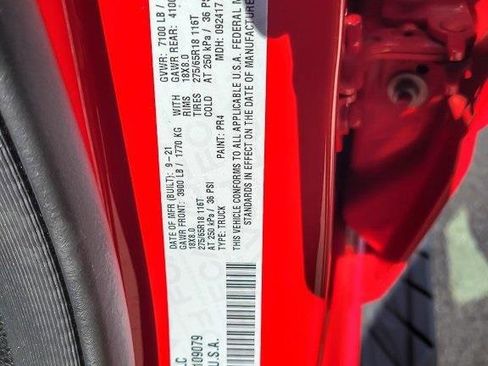 DATE OF MFR (BUILT): 9-21 GVWR: 7100 LB /
GAWR FRONT: 3900 LB / 1770 KG WITH GAWR REAR: 4100
18X8.0 RIMS 18X8.0
275/65R18 116T TIRES 275/65R18 116T
AT 250 kPa / 36 PSI COLD AT 250 kPa / 36 PSI
TYPE: TRUCK PAINT: PR4 MDH: 092417
THIS VEHICLE CONFORMS TO ALL APPLICABLE U.S.A. FEDERAL M
STANDARDS IN EFFECT ON THE DATE OF MANUFACTURE
LC
109079
U.S.A.